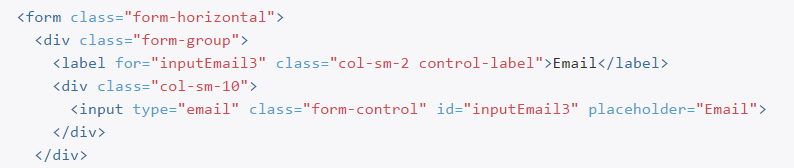 <form class="form-horizontal">
<div class="form-group">
<label for="inputEmail3" class="col-sm-2 control-label">Email</label>
<div class="col-sm-10">
<input type="email" class="form-control" id="inputEmail3" placeholder="Email">
</div>
</div>